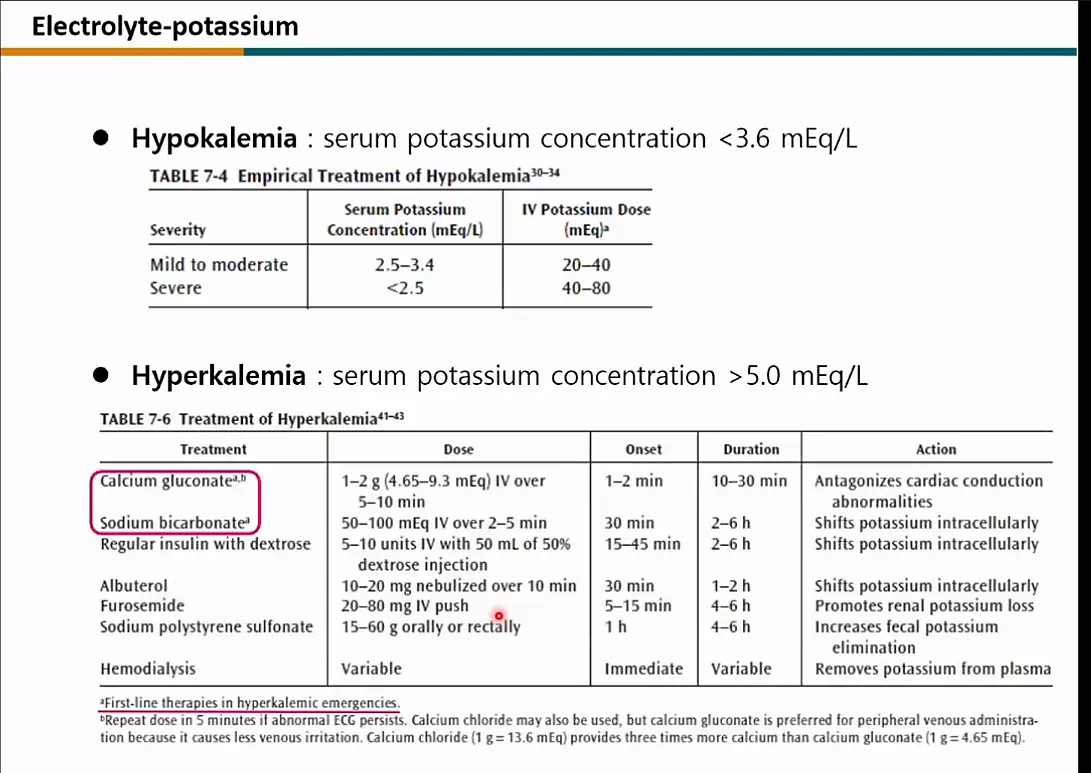 Electrolyte-potassium
● Hypokalemia : serum potassium concentration <3.6 mEq/L
TABLE 7-4 Empirical Treatment of Hypokalemia³⁰⁻³⁴
Severity | Serum Potassium Concentration (mEq/L) | IV Potassium Dose (mEq)ᵃ
Mild to moderate | 2.5–3.4 | 20–40
Severe | <2.5 | 40–80
● Hyperkalemia : serum potassium concentration >5.0 mEq/L
TABLE 7-6 Treatment of Hyperkalemia⁴¹⁻⁴³
Treatment | Dose | Onset | Duration | Action
Calcium gluconateᵃ,ᵇ | 1–2 g (4.65–9.3 mEq) IV over 5–10 min | 1–2 min | 10–30 min | Antagonizes cardiac conduction abnormalities
Sodium bicarbonateᵃ | 50–100 mEq IV over 2–5 min | 30 min | 2–6 h | Shifts potassium intracellularly
Regular insulin with dextrose | 5–10 units IV with 50 mL of 50% dextrose injection | 15–45 min | 2–6 h | Shifts potassium intracellularly
Albuterol | 10–20 mg nebulized over 10 min | 30 min | 1–2 h | Shifts potassium intracellularly
Furosemide | 20–80 mg IV push | 5–15 min | 4–6 h | Promotes renal potassium loss
Sodium polystyrene sulfonate | 15–60 g orally or rectally | 1 h | 4–6 h | Increases fecal potassium elimination
Hemodialysis | Variable | Immediate | Variable | Removes potassium from plasma
ᵃFirst-line therapies in hyperkalemic emergencies.
ᵇRepeat dose in 5 minutes if abnormal ECG persists. Calcium chloride may also be used, but calcium gluconate is preferred for peripheral venous administra-
tion because it causes less venous irritation. Calcium chloride (1 g = 13.6 mEq) provides three times more calcium than calcium gluconate (1 g = 4.65 mEq).